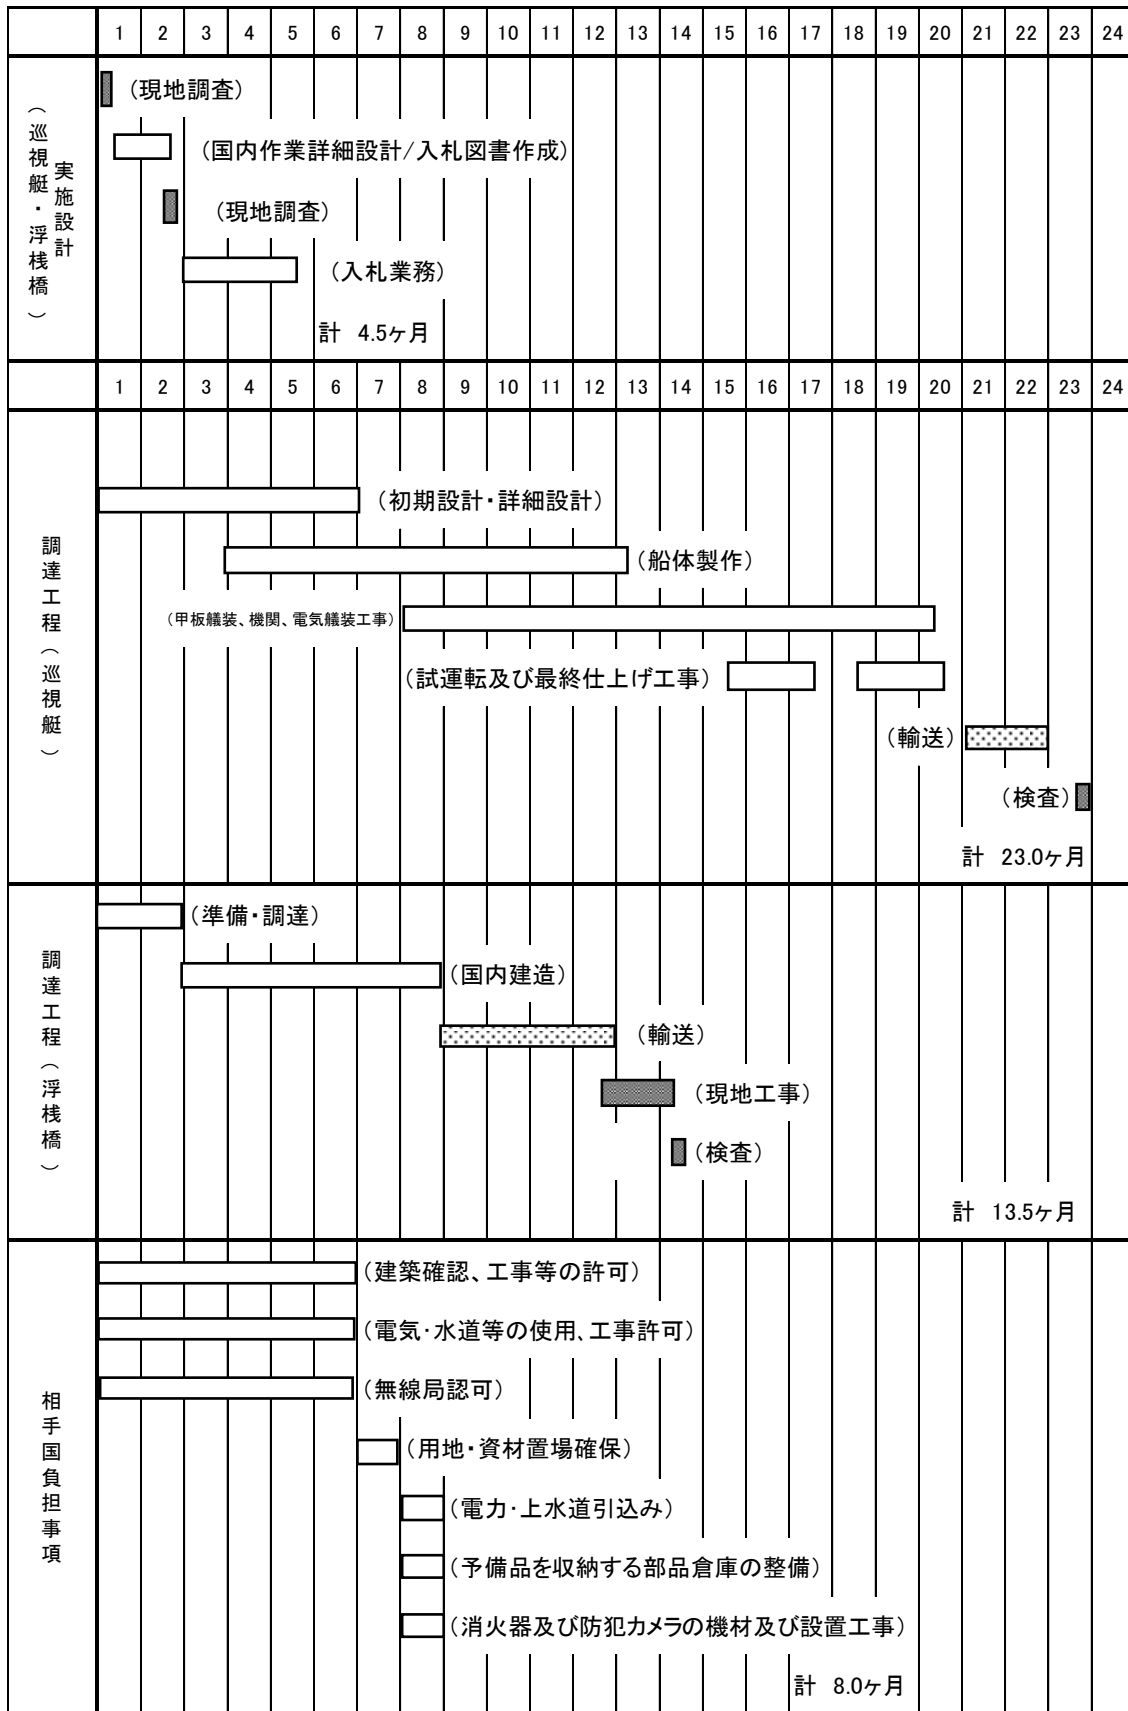 1 2 3 4 5 6 7 8 9 10 11 12 13 14 15 16 17 18 19 20 21 22 23 24
実施設計
（巡視艇・浮桟橋）
（現地調査）
（国内作業詳細設計/入札図書作成）
（現地調査）
（入札業務）
計 4.5ヶ月
1 2 3 4 5 6 7 8 9 10 11 12 13 14 15 16 17 18 19 20 21 22 23 24
調達工程（巡視艇）
（初期設計・詳細設計）
（船体製作）
（甲板艤装、機関、電気艤装工事）
（試運転及び最終仕上げ工事）
（輸送）
（検査）
計 23.0ヶ月
調達工程（浮桟橋）
（準備・調達）
（国内建造）
（輸送）
（現地工事）
（検査）
計 13.5ヶ月
相手国負担事項
（建築確認、工事等の許可）
（電気・水道等の使用、工事許可）
（無線局認可）
（用地・資材置場確保）
（電力・上水道引込み）
（予備品を収納する部品倉庫の整備）
（消火器及び防犯カメラの機材及び設置工事）
計 8.0ヶ月